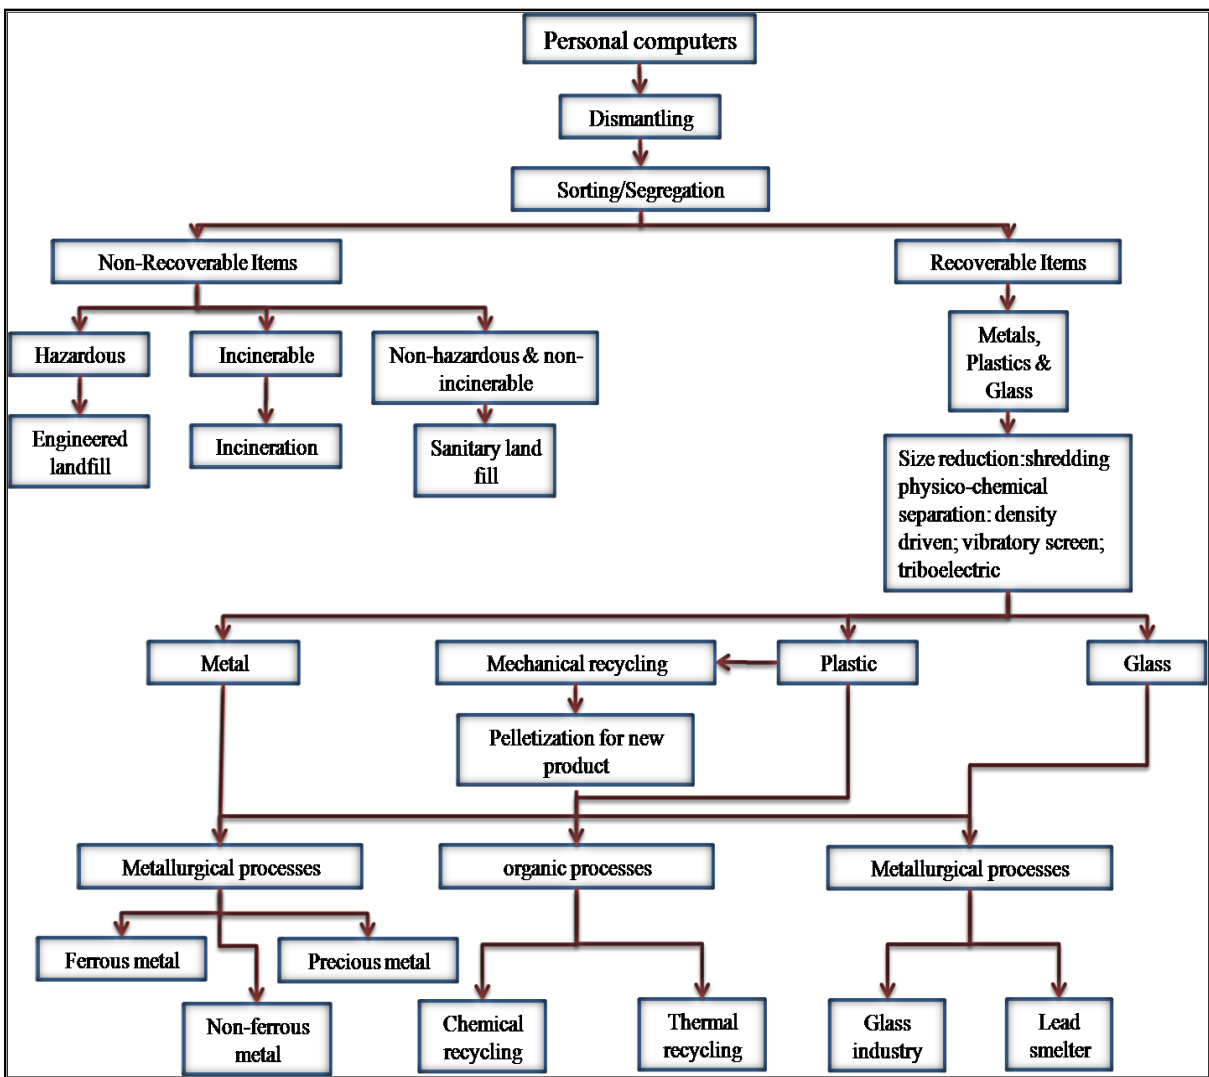 Personal computers
Dismantling
Sorting/Segregation
Non-Recoverable Items
Recoverable Items
Hazardous
Incinerable
Non-hazardous & non-
incinerable
Metals,
Plastics &
Glass
Engineered
landfill
Incineration
Sanitary land
fill
Size reduction:shredding
physico-chemical
separation: density
driven; vibratory screen;
triboelectric
Metal
Mechanical recycling
Plastic
Glass
Pelletization for new
product
Metallurgical processes
organic processes
Metallurgical processes
Ferrous metal
Precious metal
Non-ferrous
metal
Chemical
recycling
Thermal
recycling
Glass
industry
Lead
smelter